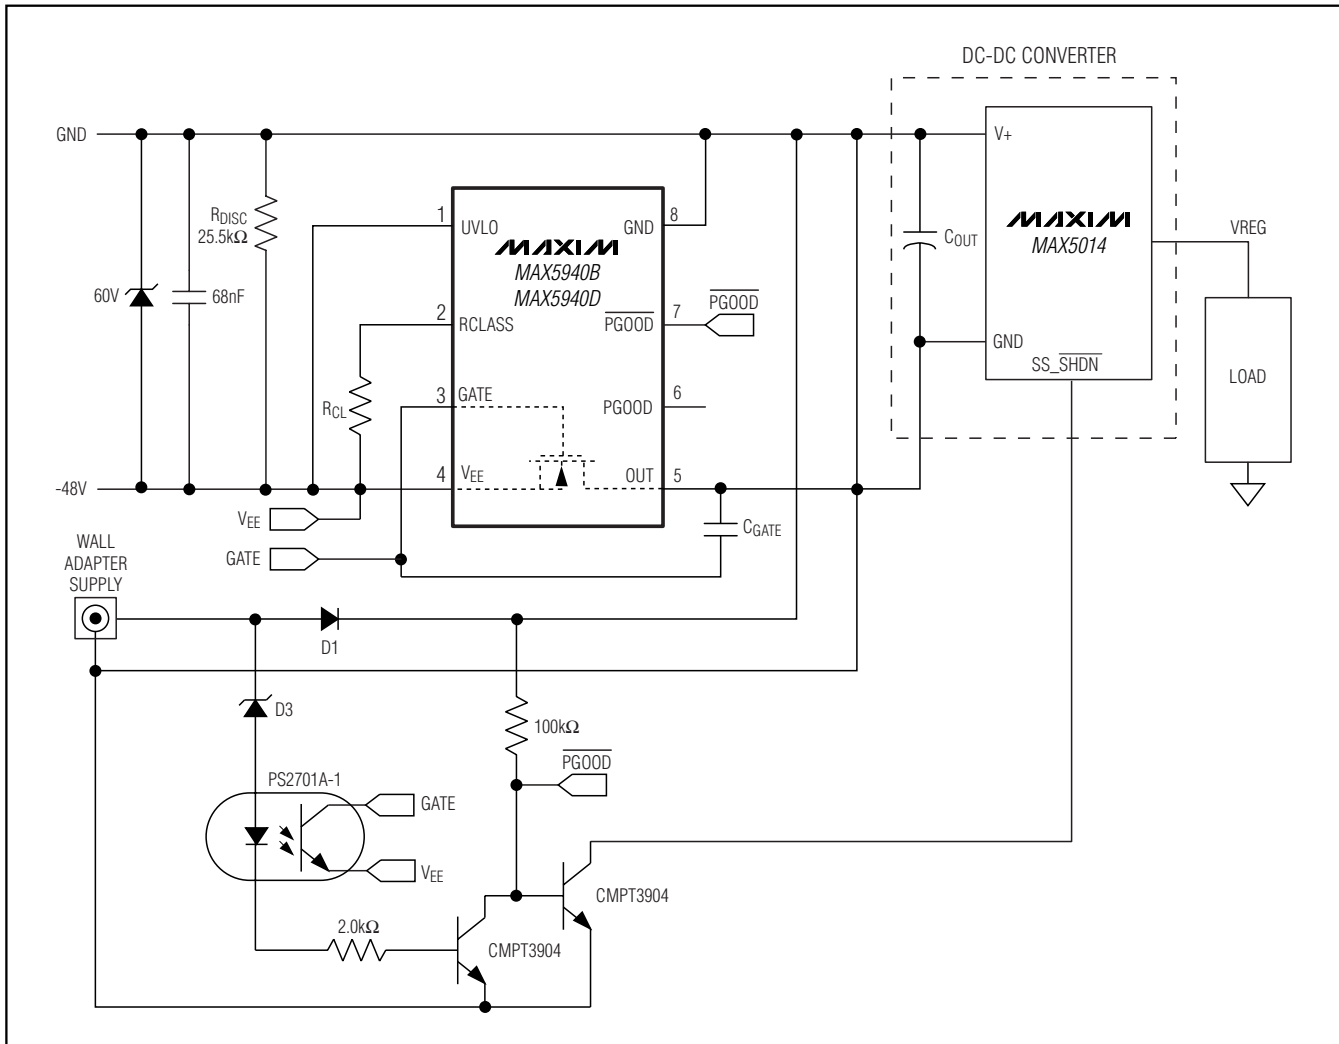 DC-DC CONVERTER
GND
V+
1
8
UVLO
GND
RDISC
25.5kΩ
MAXIM
MAX5940B
MAX5940D
MAXIM
MAX5014
COUT
VREG
60V
68nF
2
RCLASS
PGOOD
7
PGOOD
GND
SS_SHDN
LOAD
3
GATE
RCL
PGOOD
6
-48V
4
VEE
OUT
5
VEE
CGATE
GATE
WALL
ADAPTER
SUPPLY
D1
D3
100kΩ
PGOOD
PS2701A-1
GATE
VEE
CMPT3904
2.0kΩ
CMPT3904